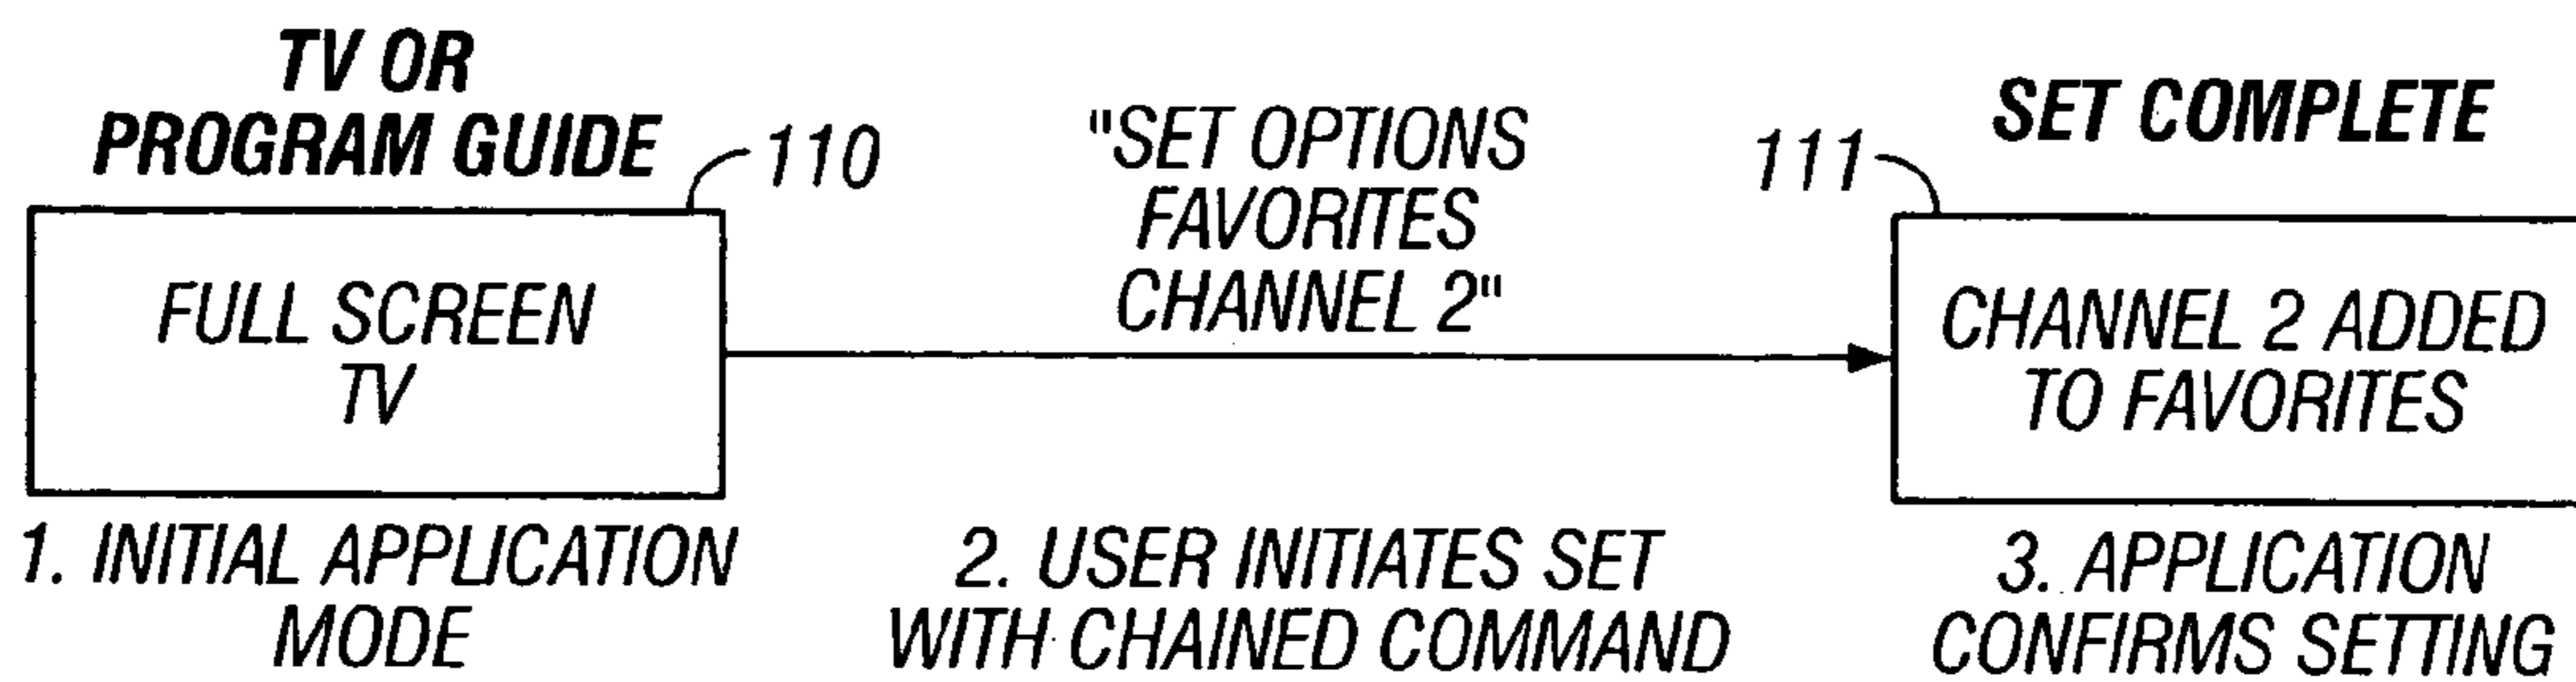 TV OR
PROGRAM GUIDE
110
FULL SCREEN
TV
1. INITIAL APPLICATION
MODE
"SET OPTIONS
FAVORITES
CHANNEL 2"
2. USER INITIATES SET
WITH CHAINED COMMAND
SET COMPLETE
111
CHANNEL 2 ADDED
TO FAVORITES
3. APPLICATION
CONFIRMS SETTING